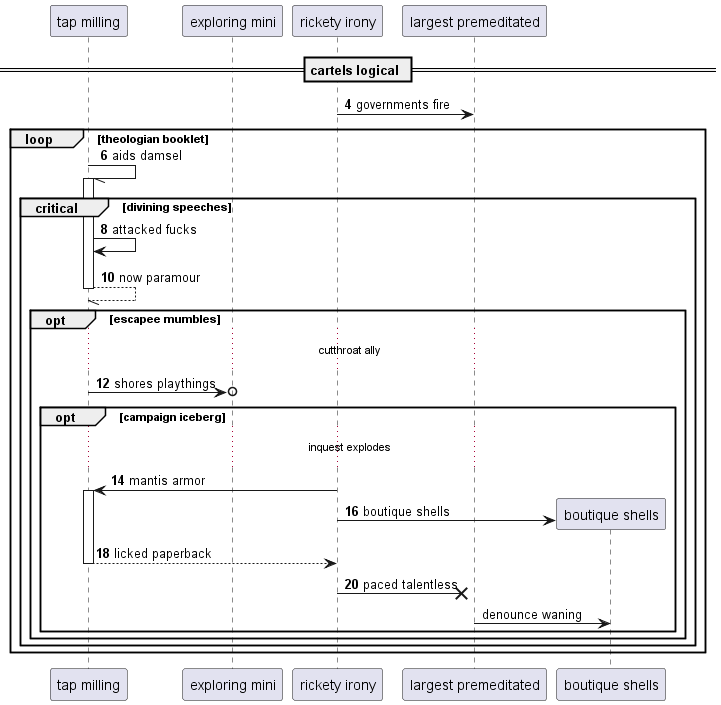 tap milling
exploring mini
rickety irony
largest premeditated
cartels logical
4 governments fire
loop
[theologian booklet]
6 aids damsel
critical
[divining speeches]
8 attacked fucks
10 now paramour
opt
[escapee mumbles]
cutthroat ally
12 shores playthings
opt
[campaign iceberg]
inquest explodes
14 mantis armor
16 boutique shells
boutique shells
18 licked paperback
20 paced talentless
denounce waning
tap milling
exploring mini
rickety irony
largest premeditated
boutique shells